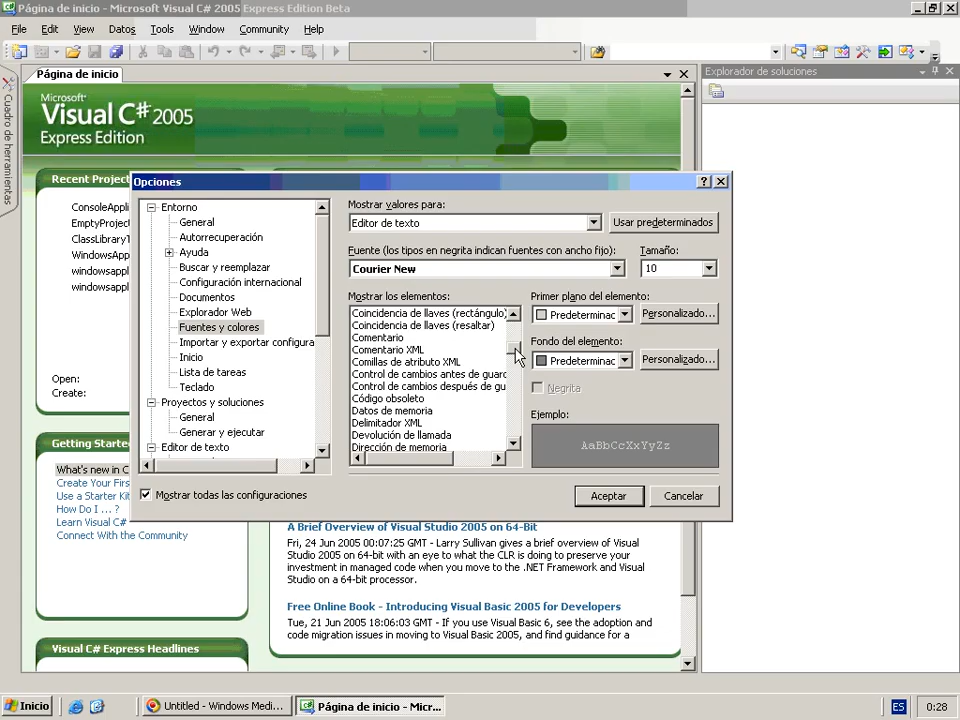 Página de inicio - Microsoft Visual C# 2005 Express Edition Beta
File Edit View Datos Tools Window Community Help
Página de inicio
Explorador de soluciones
Cuadro de herramientas
Microsoft
Visual C# 2005
Express Edition
Recent Project
ConsoleAppli
EmptyProjec
ClassLibraryT
WindowsApp
windowsappl
windowsappl
Open:
Create:
Getting Starte
What's new in C
Create Your Firs
Use a Starter Kit
How Do I ... ?
Learn Visual C#
Connect With the Community
Visual C# Express Headlines
Opciones
Entorno
General
Autorrecuperación
Ayuda
Buscar y reemplazar
Configuración internacional
Documentos
Explorador Web
Fuentes y colores
Importar y exportar configura
Inicio
Lista de tareas
Teclado
Proyectos y soluciones
General
Generar y ejecutar
Editor de texto
Mostrar todas las configuraciones
Mostrar valores para:
Editor de texto
Usar predeterminados
Fuente (los tipos en negrita indican fuentes con ancho fijo):
Tamaño:
Courier New
10
Mostrar los elementos:
Coincidencia de llaves (rectángulo)
Coincidencia de llaves (resaltar)
Comentario
Comentario XML
Comillas de atributo XML
Control de cambios antes de guard
Control de cambios después de gu
Código obsoleto
Datos de memoria
Delimitador XML
Devolución de llamada
Dirección de memoria
Primer plano del elemento:
Predeterminac
Personalizado...
Fondo del elemento:
Predeterminac
Personalizado...
Negrita
Ejemplo:
AaBbCcXxYyZz
Aceptar
Cancelar
A Brief Overview of Visual Studio 2005 on 64-Bit
Fri, 24 Jun 2005 00:07:25 GMT - Larry Sullivan gives a brief overview of Visual
Studio 2005 on 64-bit with an eye to what the CLR is doing to preserve your
investment in managed code when you move to the .NET Framework and Visual
Studio on a 64-bit processor.
Free Online Book - Introducing Visual Basic 2005 for Developers
Tue, 21 Jun 2005 18:06:03 GMT - If you use Visual Basic 6, see the adoption and
code migration issues in moving to Visual Basic 2005, and find guidance for a
Inicio
Untitled - Windows Medi...
Página de inicio - Micr...
ES
0:28